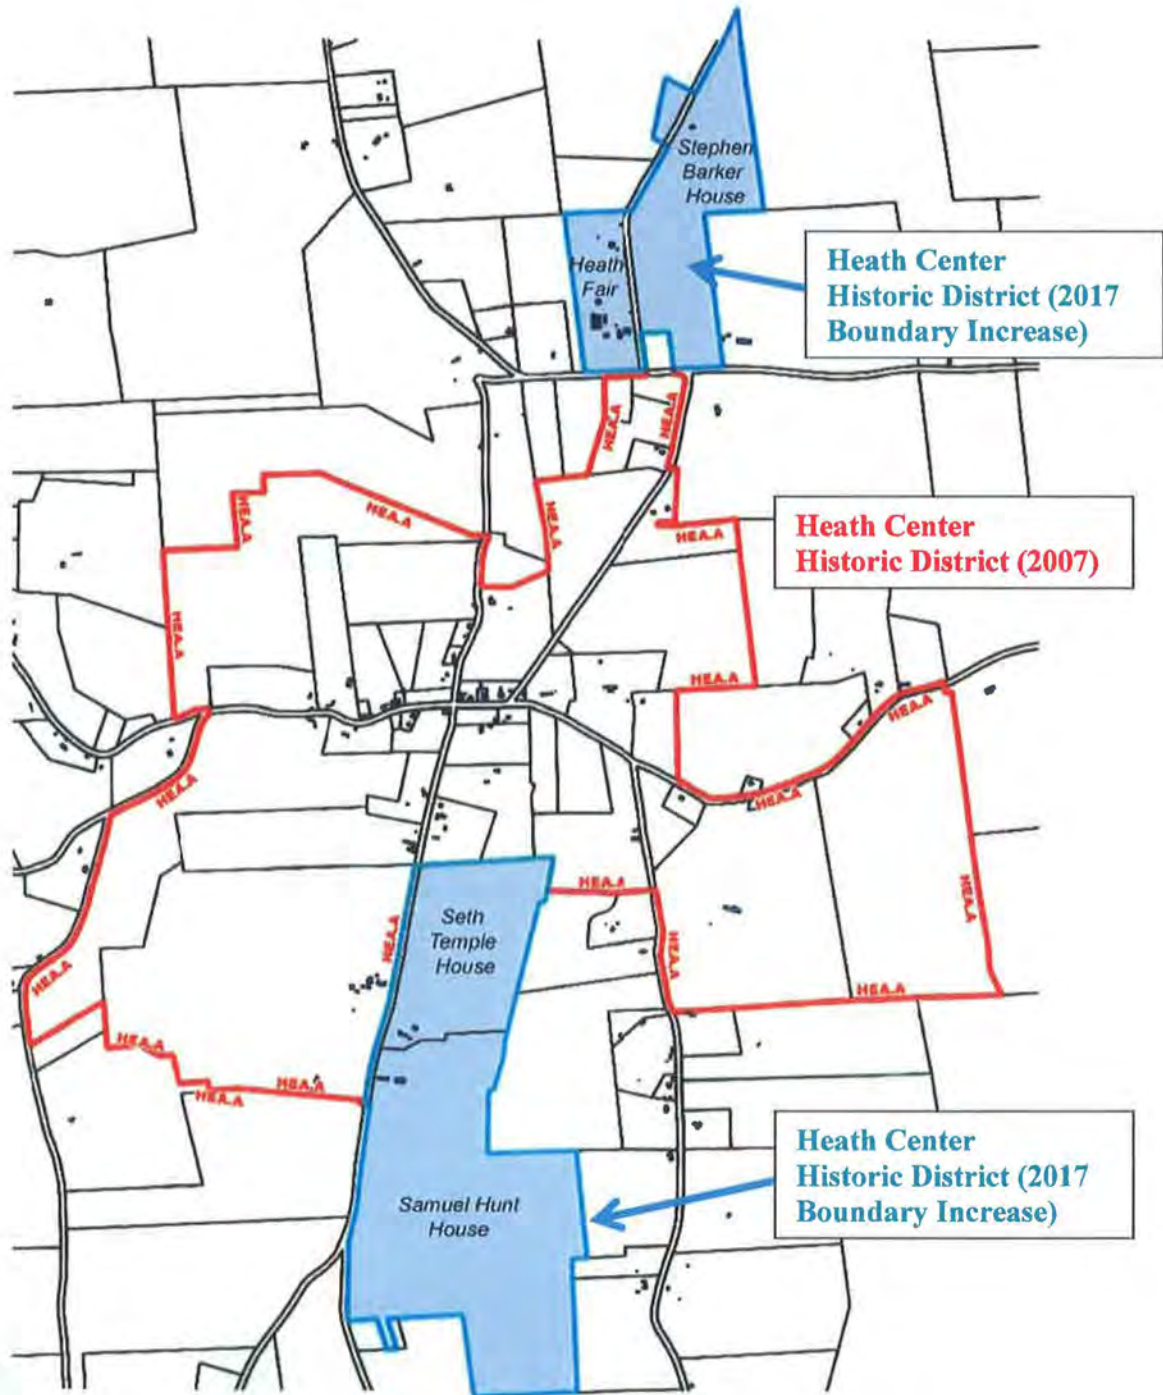 Stephen
Barker
House
Heath
Fair
Heath Center
Historic District (2017
Boundary Increase)
HEA.A
HEA.A
HEA.A
HEA.A
HEA.A
HEA.A
Heath Center
Historic District (2007)
HEA.A
HEA.A
HEA.A
HEA.A
HEA.A
HEA.A
HEA.A
HEA.A
Seth
Temple
House
HEA.A
HEA.A
HEA.A
HEA.A
HEA.A
HEA.A
HEA.A
Samuel Hunt
House
Heath Center
Historic District (2017
Boundary Increase)